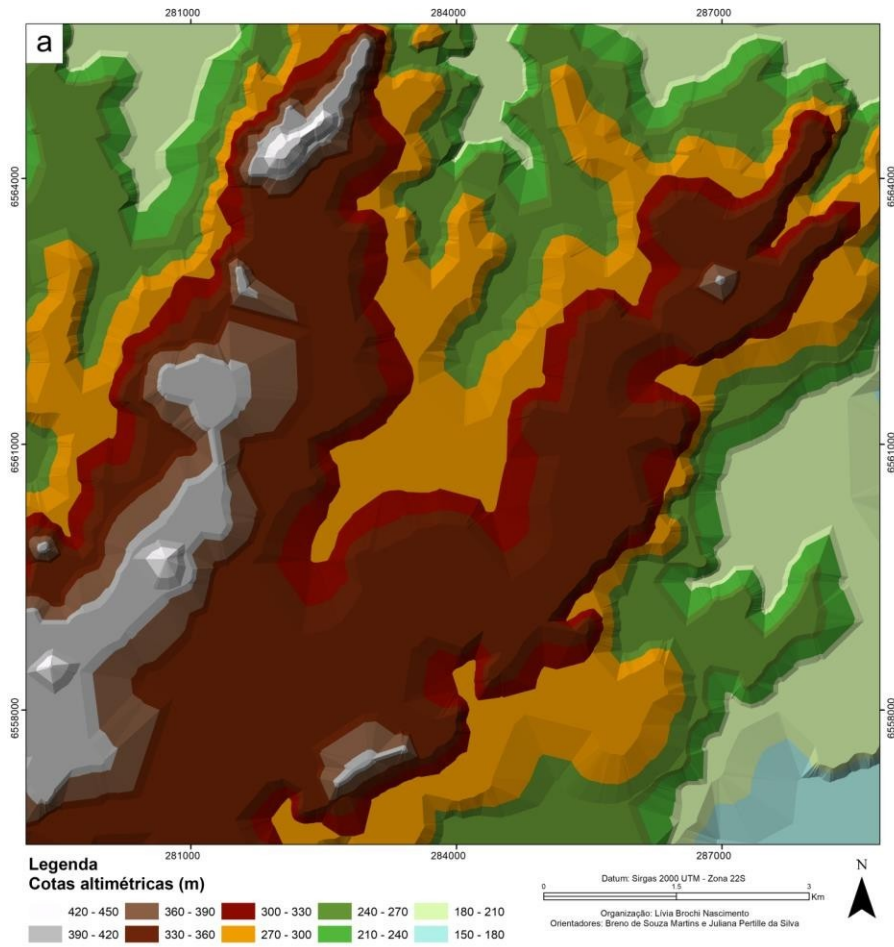 a
281000 284000 287000
6564000 6564000
6561000 6561000
6558000 6558000
281000 284000 287000
Legenda
Cotas altimétricas (m)
420 - 450 360 - 390 300 - 330 240 - 270 180 - 210
390 - 420 330 - 360 270 - 300 210 - 240 150 - 180
Datum: Sirgas 2000 UTM - Zona 22S
0 1.5 3
Km
Organização: Lívia Brochi Nascimento
Orientadores: Breno de Souza Martins e Juliana Pertille da Silva
N